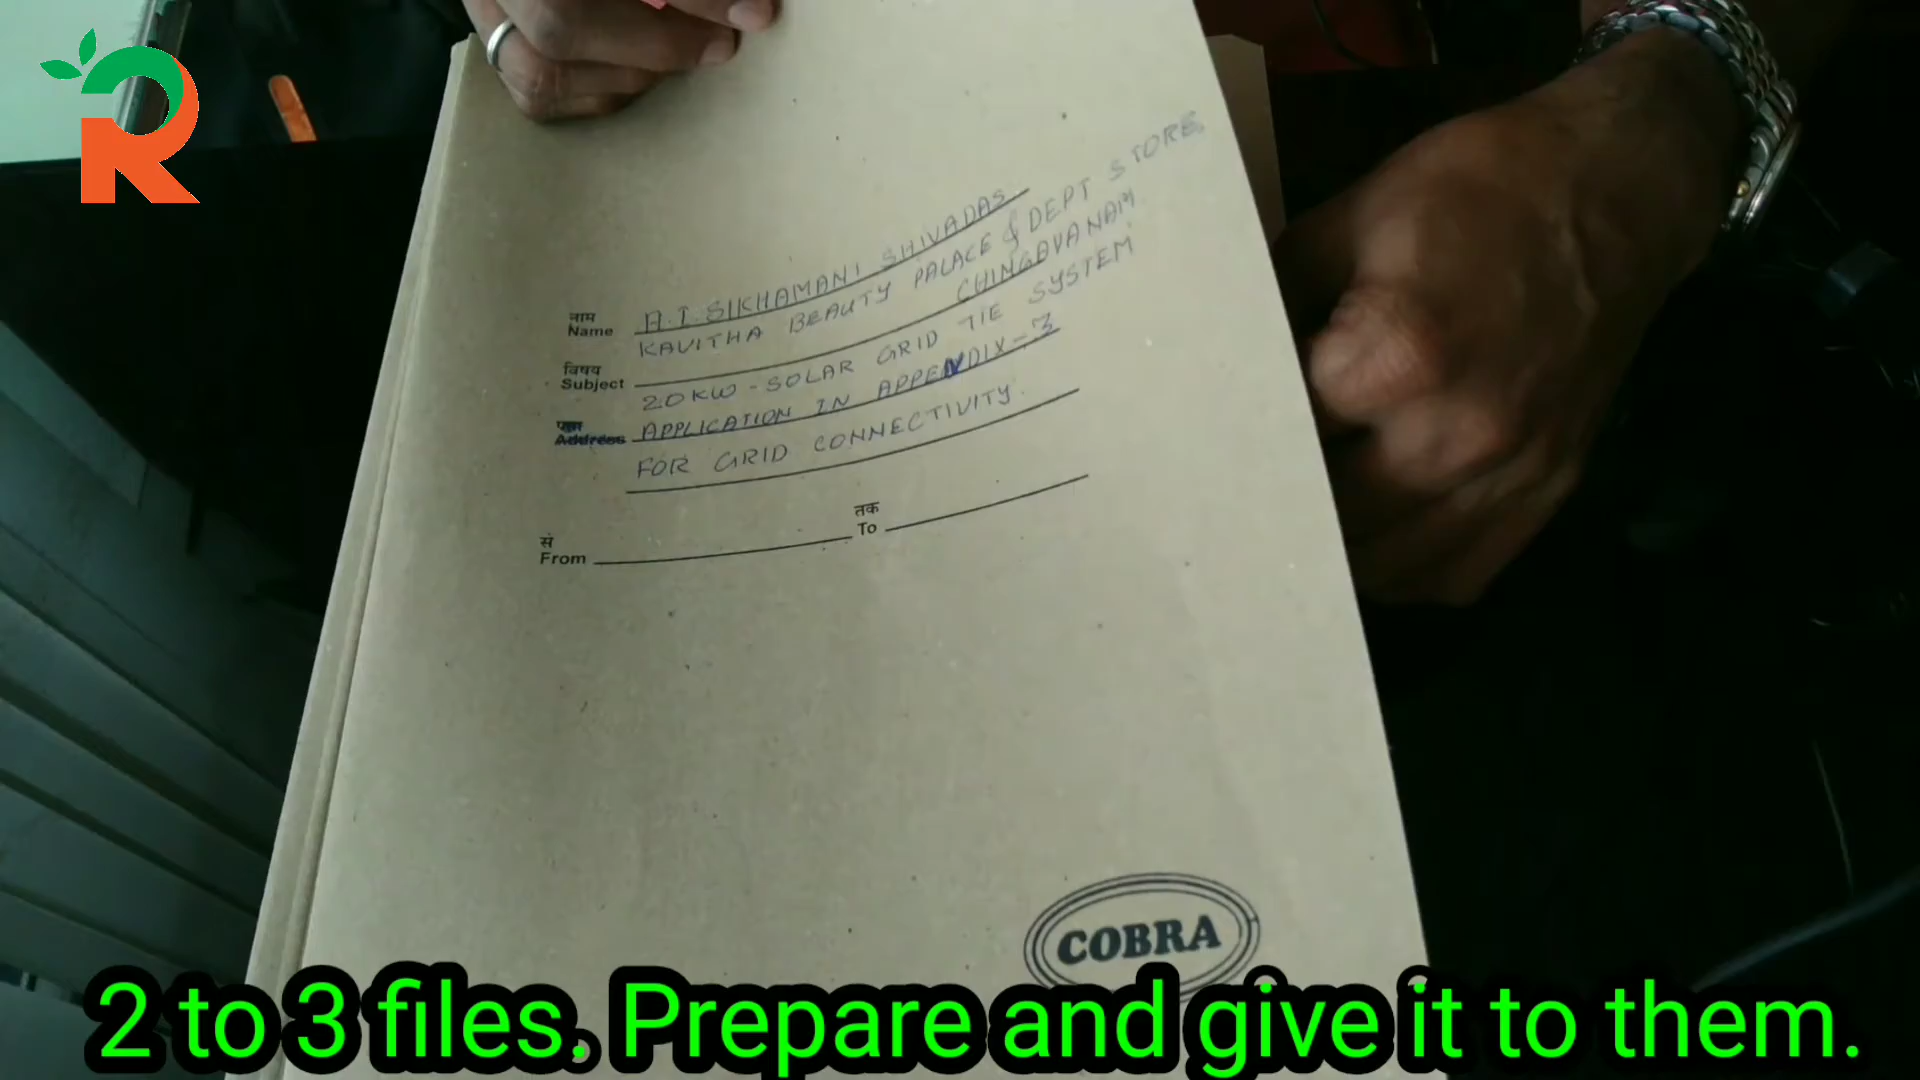 नाम
Name A.I. SIKHAMANI SHIVADAS
KAVITHA BEAUTY PALACE & DEPT STORE,
CHINGAVANAM
विषय
Subject
20KW - SOLAR GRID TIE SYSTEM
Address APPLICATION IN APPENDIX-3
FOR GRID CONNECTIVITY.
से
From
तक
To
COBRA
2 to 3 files. Prepare and give it to them.